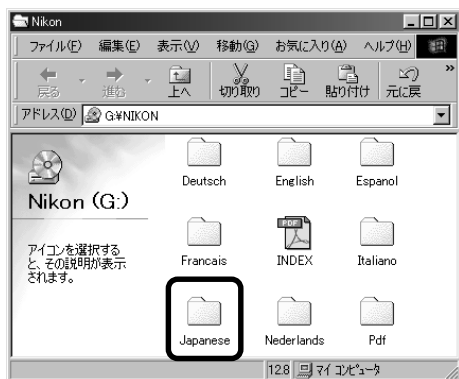 Nikon
ファイル(F) 編集(E) 表示(V) 移動(G) お気に入り(A) ヘルプ(H)
戻る 進む 上へ 切り取り コピー 貼り付け 元に戻 »
アドレス(D) G:¥NIKON
Nikon (G:)
アイコンを選択する
と、その説明が表示
されます。
Deutsch English Espanol
Francais INDEX Italiano
Japanese Nederlands Pdf
128 マイ コンピュータ